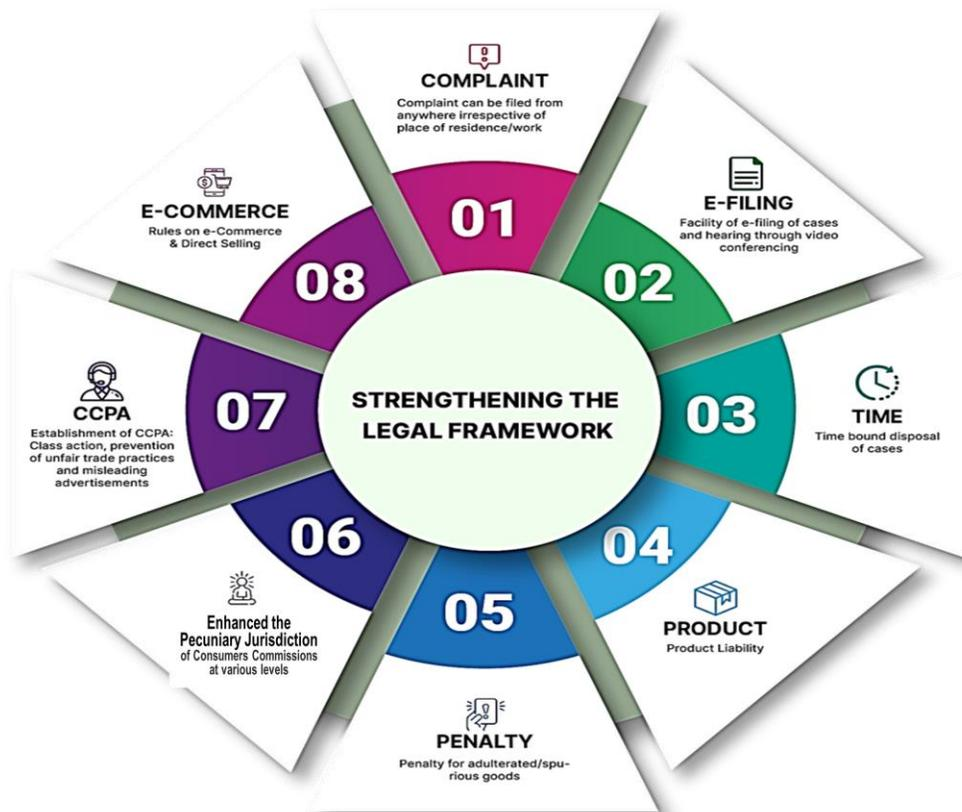 COMPLAINT
Complaint can be filed from
anywhere irrespective of
place of residence/work
01
E-FILING
Facility of e-filing of cases
and hearing through video
conferencing
02
TIME
Time bound disposal
of cases
03
PRODUCT
Product Liability
04
PENALTY
Penalty for adulterated/spu-
rious goods
05
Enhanced the
Pecuniary Jurisdiction
of Consumers Commissions
at various levels
06
CCPA
Establishment of CCPA:
Class action, prevention
of unfair trade practices
and misleading
advertisements
07
E-COMMERCE
Rules on e-Commerce
& Direct Selling
08
STRENGTHENING THE
LEGAL FRAMEWORK